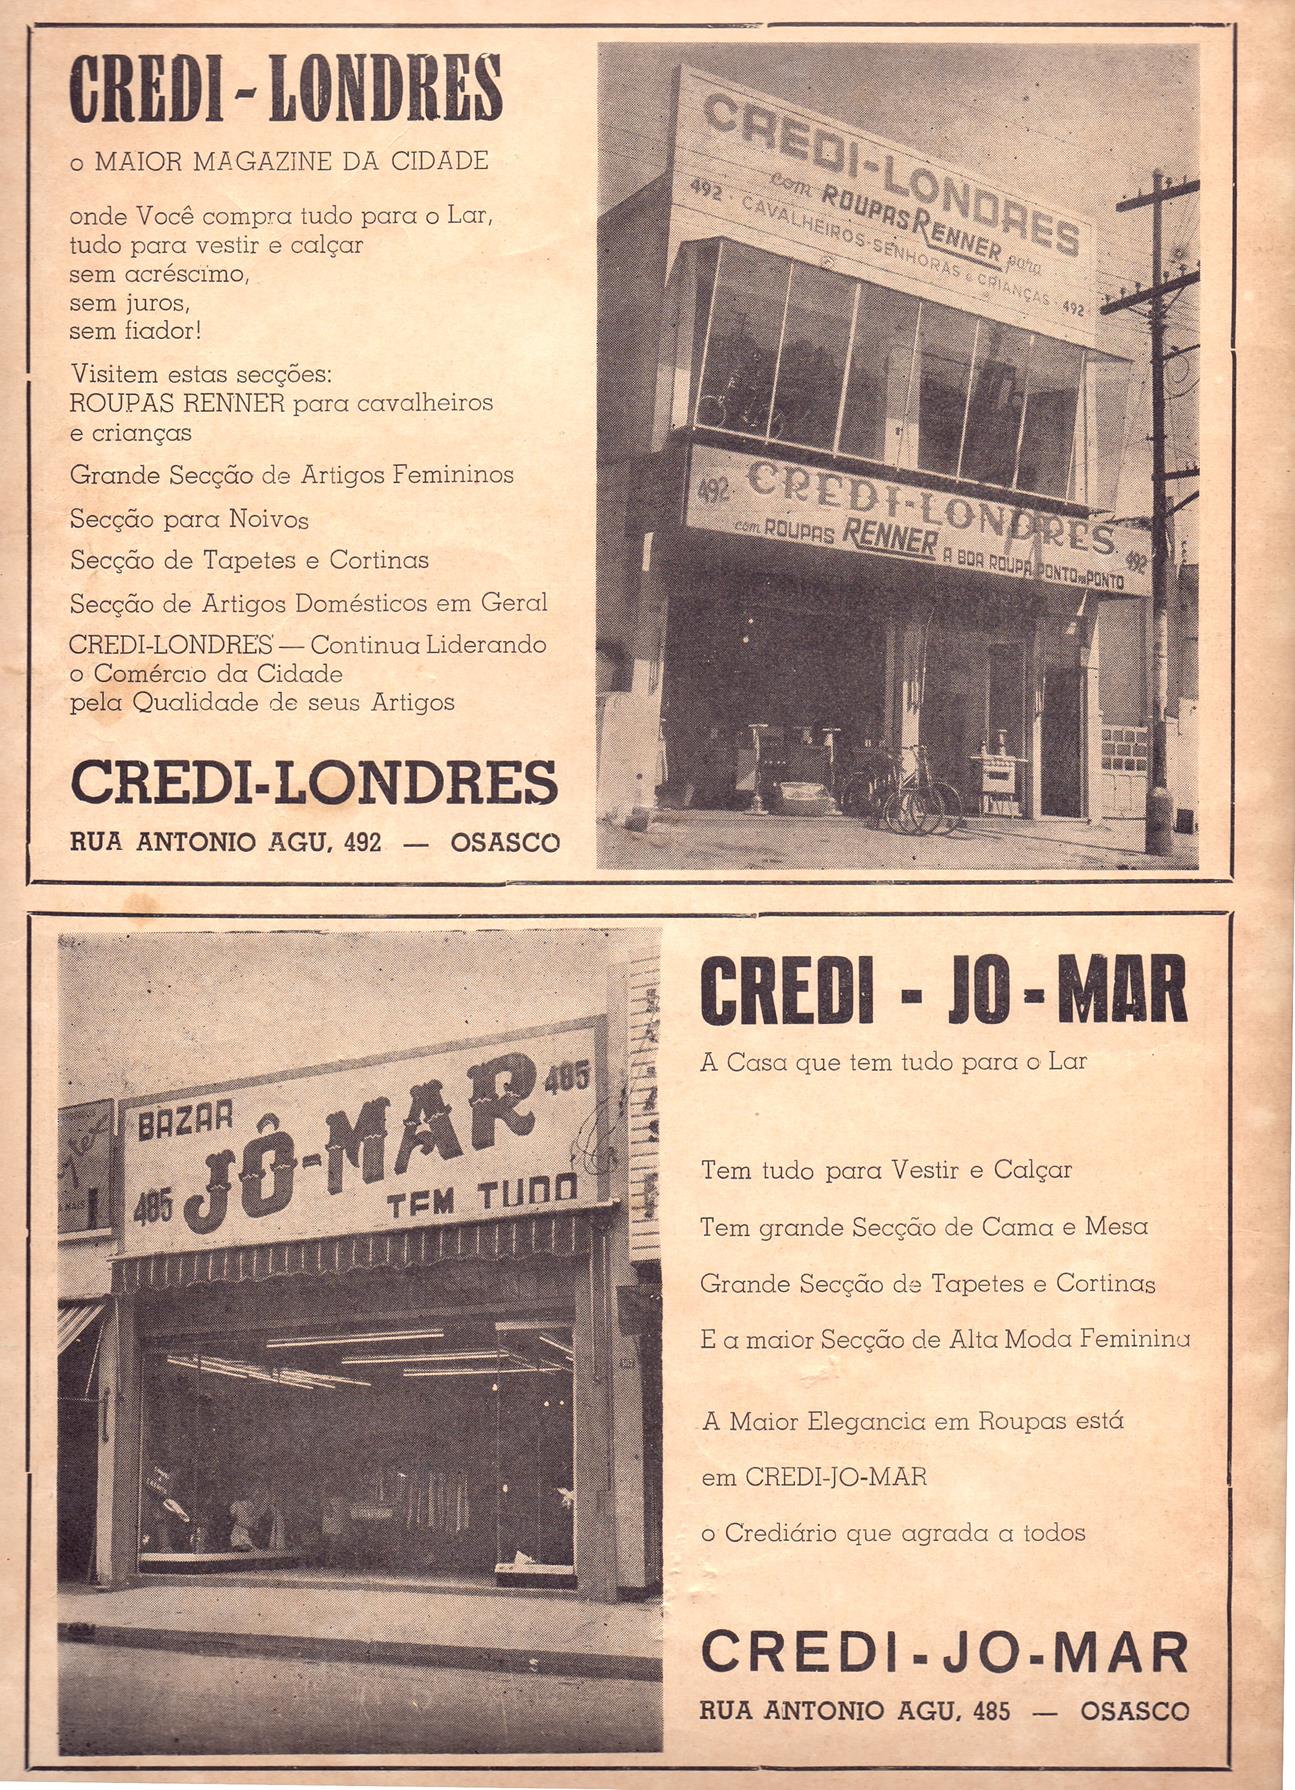 CREDI - LONDRES
o MAIOR MAGAZINE DA CIDADE
onde Você compra tudo para o Lar,
tudo para vestir e calçar
sem acréscimo,
sem juros,
sem fiador!
Visitem estas secções:
ROUPAS RENNER para cavalheiros
e crianças
Grande Secção de Artigos Femininos
Secção para Noivos
Secção de Tapetes e Cortinas
Secção de Artigos Domésticos em Geral
CREDI-LONDRES — Continua Liderando
o Comércio da Cidade
pela Qualidade de seus Artigos
CREDI-LONDRES
RUA ANTONIO AGU, 492 — OSASCO
CREDI-LONDRES
com ROUPAS RENNER para
492 · CAVALHEIROS · SENHORAS e CRIANÇAS · 492
492 CREDI-LONDRES 492
com ROUPAS RENNER A BOA ROUPA PONTO POR PONTO
BAZAR
JÔ-MAR 485
485 TEM TUDO
CREDI - JO - MAR
A Casa que tem tudo para o Lar
Tem tudo para Vestir e Calçar
Tem grande Secção de Cama e Mesa
Grande Secção de Tapetes e Cortinas
E a maior Secção de Alta Moda Feminina
A Maior Elegancia em Roupas está
em CREDI-JO-MAR
o Crediário que agrada a todos
CREDI-JO-MAR
RUA ANTONIO AGU, 485 — OSASCO